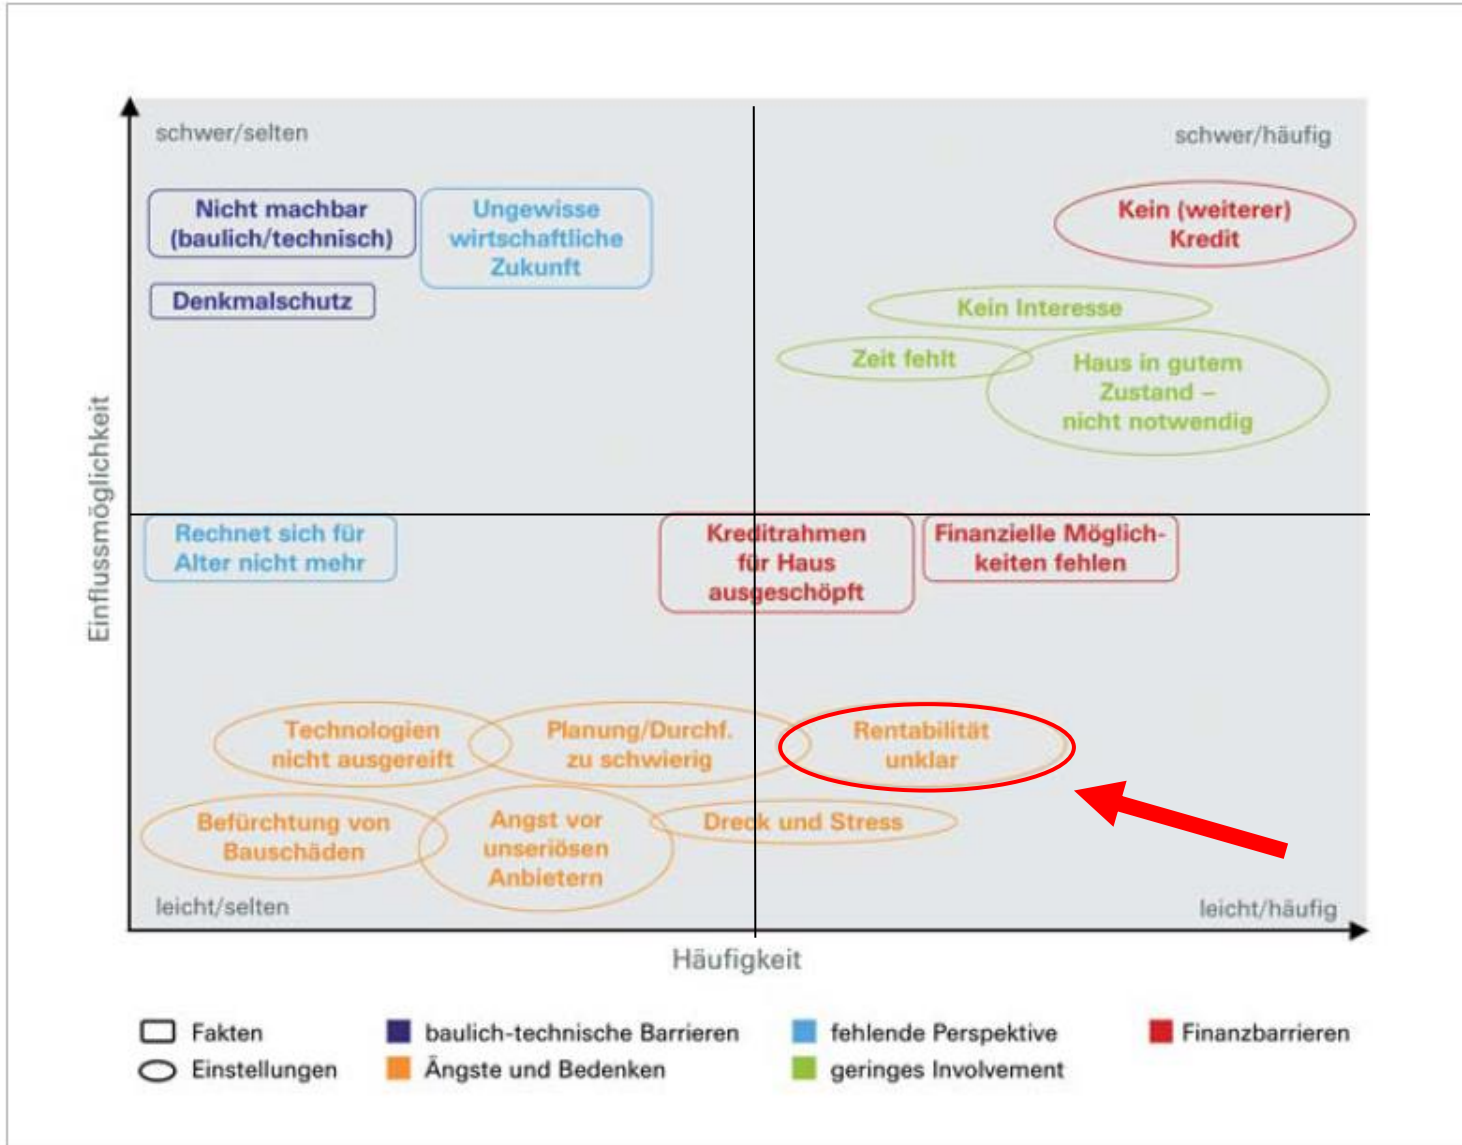 schwer/selten
schwer/häufig
Nicht machbar
(baulich/technisch)
Ungewisse
wirtschaftliche
Zukunft
Kein (weiterer)
Kredit
Denkmalschutz
Kein Interesse
Zeit fehlt
Haus in gutem
Zustand –
nicht notwendig
Einflussmöglichkeit
Rechnet sich für
Alter nicht mehr
Kreditrahmen
für Haus
ausgeschöpft
Finanzielle Möglich-
keiten fehlen
Technologien
nicht ausgereift
Planung/Durchf.
zu schwierig
Rentabilität
unklar
Befürchtung von
Bauschäden
Angst vor
unseriösen
Anbietern
Dreck und Stress
leicht/selten
leicht/häufig
Häufigkeit
Fakten
baulich-technische Barrieren
fehlende Perspektive
Finanzbarrieren
Einstellungen
Ängste und Bedenken
geringes Involvement